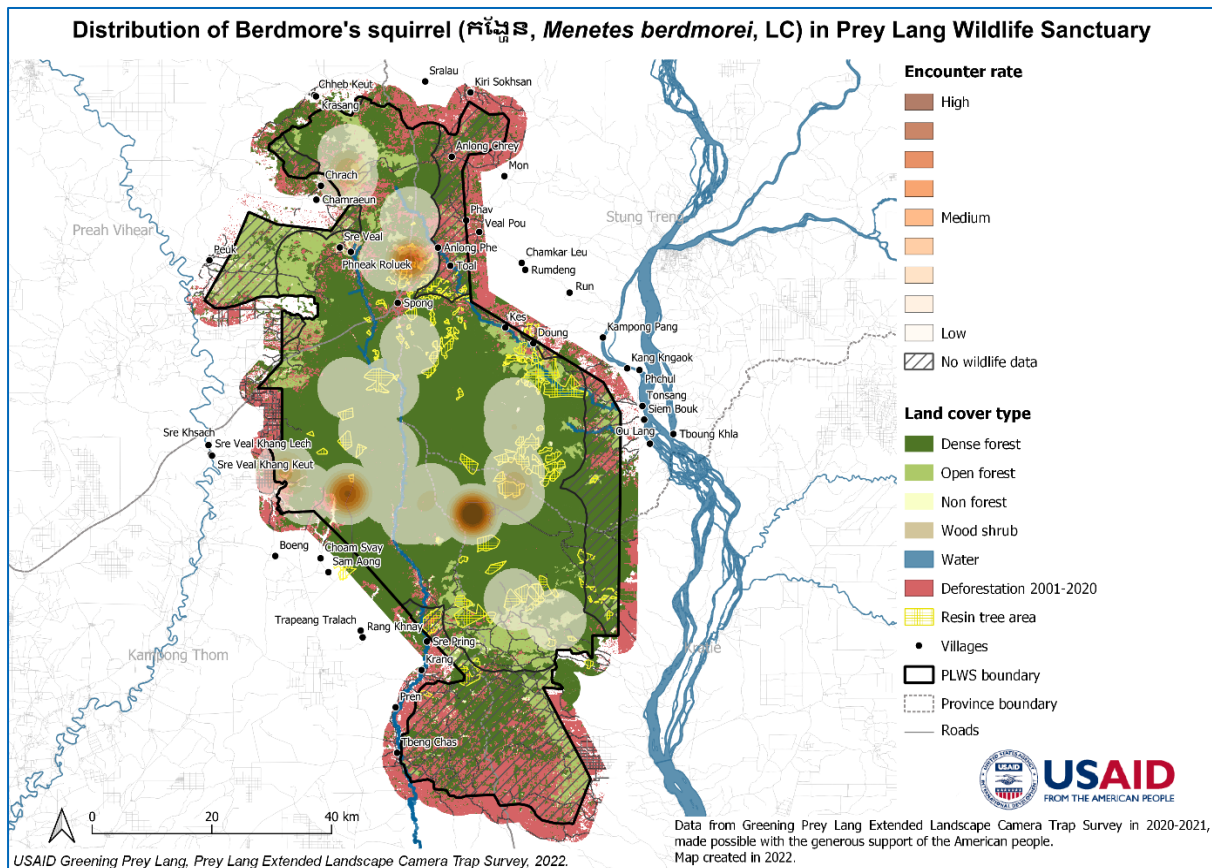 Distribution of Berdmore's squirrel (កង្ហែន, Menetes berdmorei, LC) in Prey Lang Wildlife Sanctuary
Sralau
Chheb Keut
Kiri Sokhsan
Krasang
Anlong Chrey
Mon
Chrach
Chamraeun
Phav
Veal Pou
Stung Treng
Preah Vihear
Sre Veal
Anlong Phe
Peuk
Phneak Roluek
Toal
Chamkar Leu
Rumdeng
Run
Spong
Kes
Doung
Kampong Pang
Kang Kngaok
Phchul
Tonsang
Siem Bouk
Ou Lang
Tboung Khla
Sre Khsach
Sre Veal Khang Lech
Sre Veal Khang Keut
Boeng
Choam Svay
Sam Aong
Trapeang Tralach
Rang Khnay
Sre Pring
Kratie
Kampong Thom
Krang
Pren
Tbeng Chas
0 20 40 km
USAID Greening Prey Lang, Prey Lang Extended Landscape Camera Trap Survey, 2022.
Encounter rate
High
Medium
Low
No wildlife data
Land cover type
Dense forest
Open forest
Non forest
Wood shrub
Water
Deforestation 2001-2020
Resin tree area
Villages
PLWS boundary
Province boundary
Roads
USAID
USAID
FROM THE AMERICAN PEOPLE
Data from Greening Prey Lang Extended Landscape Camera Trap Survey in 2020-2021,
made possible with the generous support of the American people.
Map created in 2022.